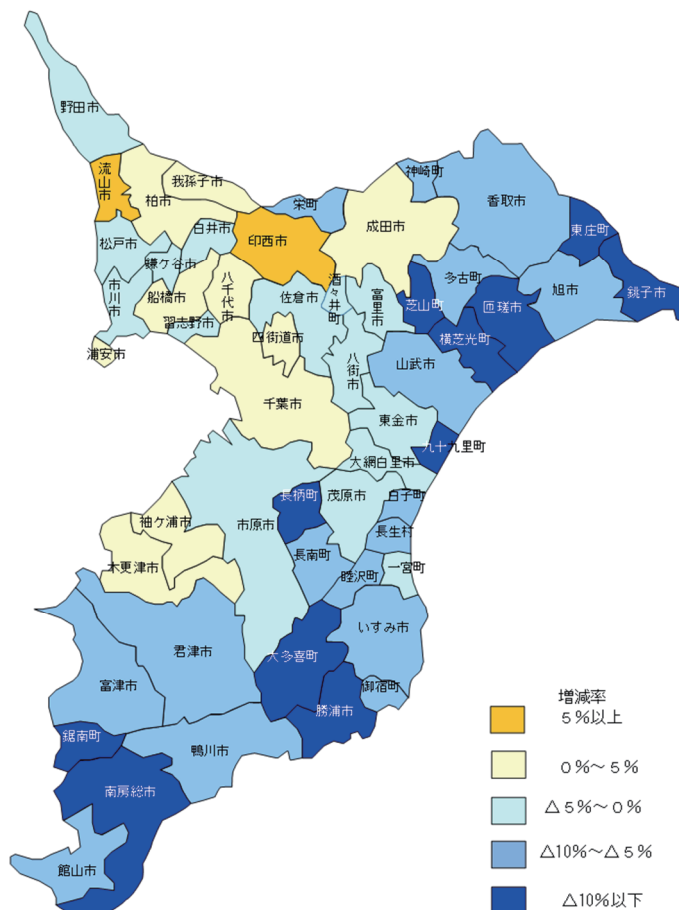 野田市
流山市
我孫子市
柏市
神崎町
香取市
栄町
成田市
白井市
印西市
東庄町
松戸市
鎌ケ谷市
多古町
旭市
銚子市
市川市
船橋市
八千代市
佐倉市
酒々井町
富里市
芝山町
匝瑳市
習志野市
四街道市
横芝光町
浦安市
八街市
山武市
千葉市
東金市
九十九里町
大網白里市
長柄町
茂原市
白子町
袖ケ浦市
市原市
長生村
長南町
木更津市
睦沢町
一宮町
いすみ市
君津市
大多喜町
富津市
御宿町
勝浦市
鋸南町
鴨川市
南房総市
館山市
増減率
5%以上
0%～5%
△5%～0%
△10%～△5%
△10%以下